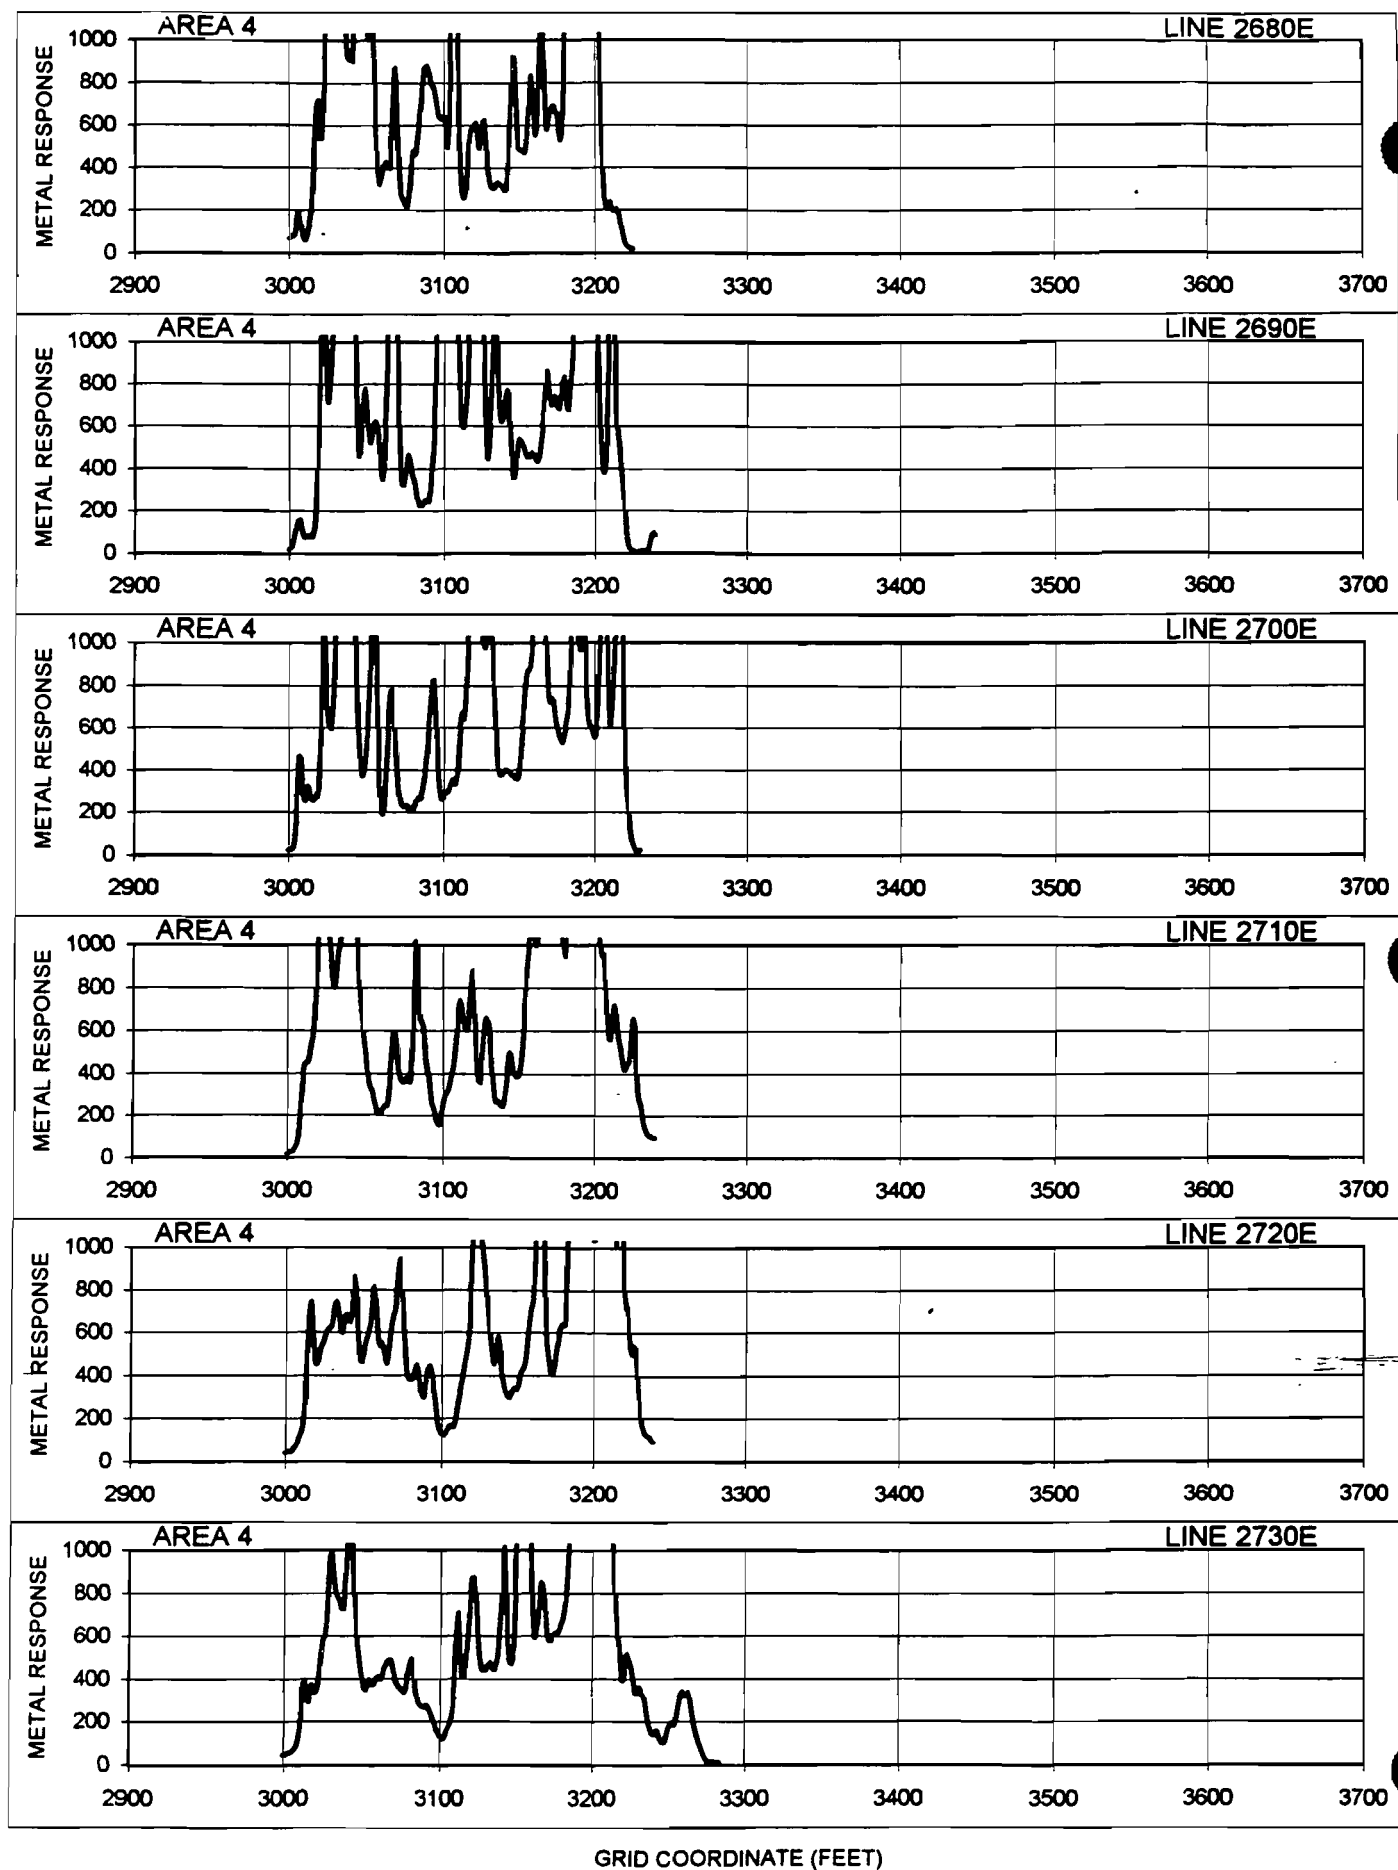 AREA 4 LINE 2680E
METAL RESPONSE
1000
800
600
400
200
0
2900 3000 3100 3200 3300 3400 3500 3600 3700
AREA 4 LINE 2690E
METAL RESPONSE
1000
800
600
400
200
0
2900 3000 3100 3200 3300 3400 3500 3600 3700
AREA 4 LINE 2700E
METAL RESPONSE
1000
800
600
400
200
0
2900 3000 3100 3200 3300 3400 3500 3600 3700
AREA 4 LINE 2710E
METAL RESPONSE
1000
800
600
400
200
0
2900 3000 3100 3200 3300 3400 3500 3600 3700
AREA 4 LINE 2720E
METAL RESPONSE
1000
800
600
400
200
0
2900 3000 3100 3200 3300 3400 3500 3600 3700
AREA 4 LINE 2730E
METAL RESPONSE
1000
800
600
400
200
0
2900 3000 3100 3200 3300 3400 3500 3600 3700
GRID COORDINATE (FEET)